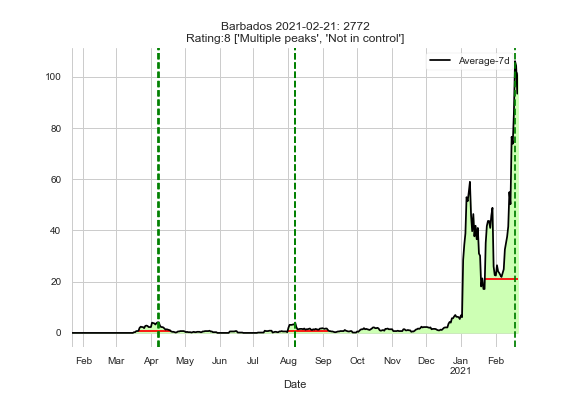 Barbados 2021-02-21: 2772
Rating:8 ['Multiple peaks', 'Not in control']
Average-7d
100
80
60
40
20
0
Feb Mar Apr May Jun Jul Aug Sep Oct Nov Dec Jan Feb
2021
Date